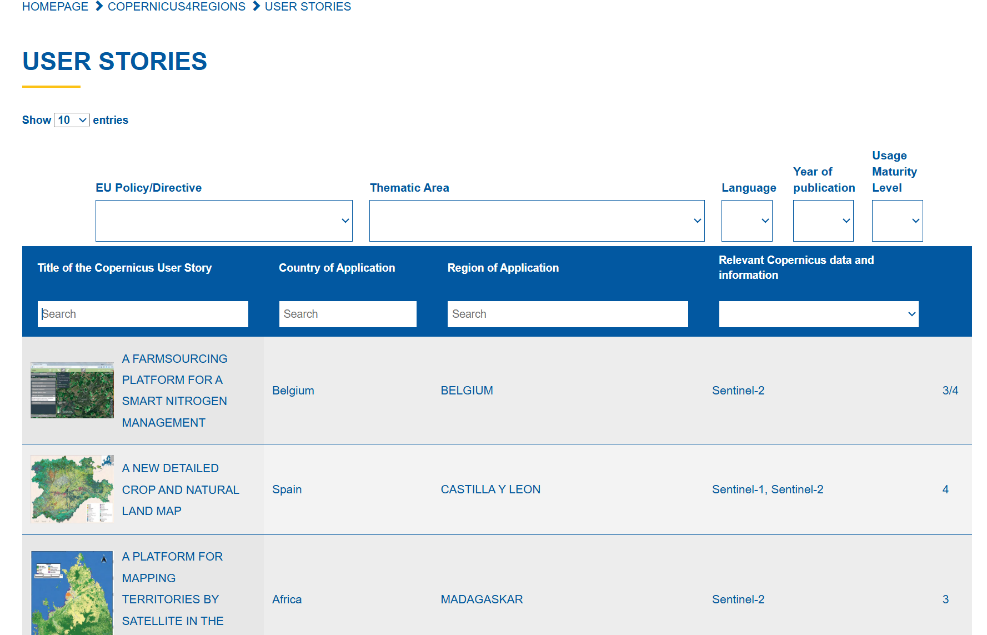 HOMEPAGE > COPERNICUS4REGIONS > USER STORIES
USER STORIES
Show 10 entries
EU Policy/Directive
Thematic Area
Language
Year of
publication
Usage
Maturity
Level
Title of the Copernicus User Story
Country of Application
Region of Application
Relevant Copernicus data and
information
Search
Search
Search
A FARMSOURCING
PLATFORM FOR A
SMART NITROGEN
MANAGEMENT
Belgium
BELGIUM
Sentinel-2
3/4
A NEW DETAILED
CROP AND NATURAL
LAND MAP
Spain
CASTILLA Y LEON
Sentinel-1, Sentinel-2
4
A PLATFORM FOR
MAPPING
TERRITORIES BY
SATELLITE IN THE
Africa
MADAGASKAR
Sentinel-2
3